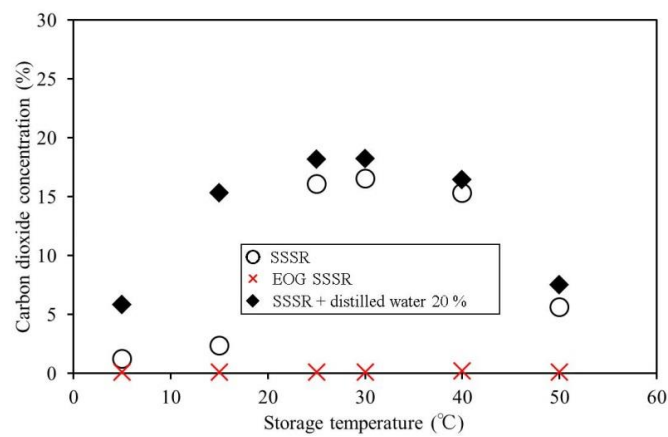 Carbon dioxide concentration (%)
30
25
20
15
10
5
0
SSSR
EOG SSSR
SSSR + distilled water 20 %
0 10 20 30 40 50 60
Storage temperature (℃)